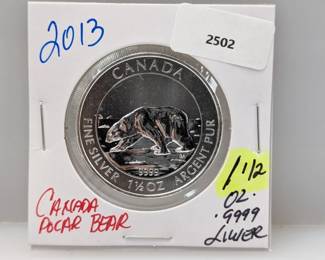 2013
2502
CANADA
FINE SILVER 1½ OZ ARGENT PUR
9999
CANADA
POLAR BEAR
1 1/2
OZ.
.9999
SILVER